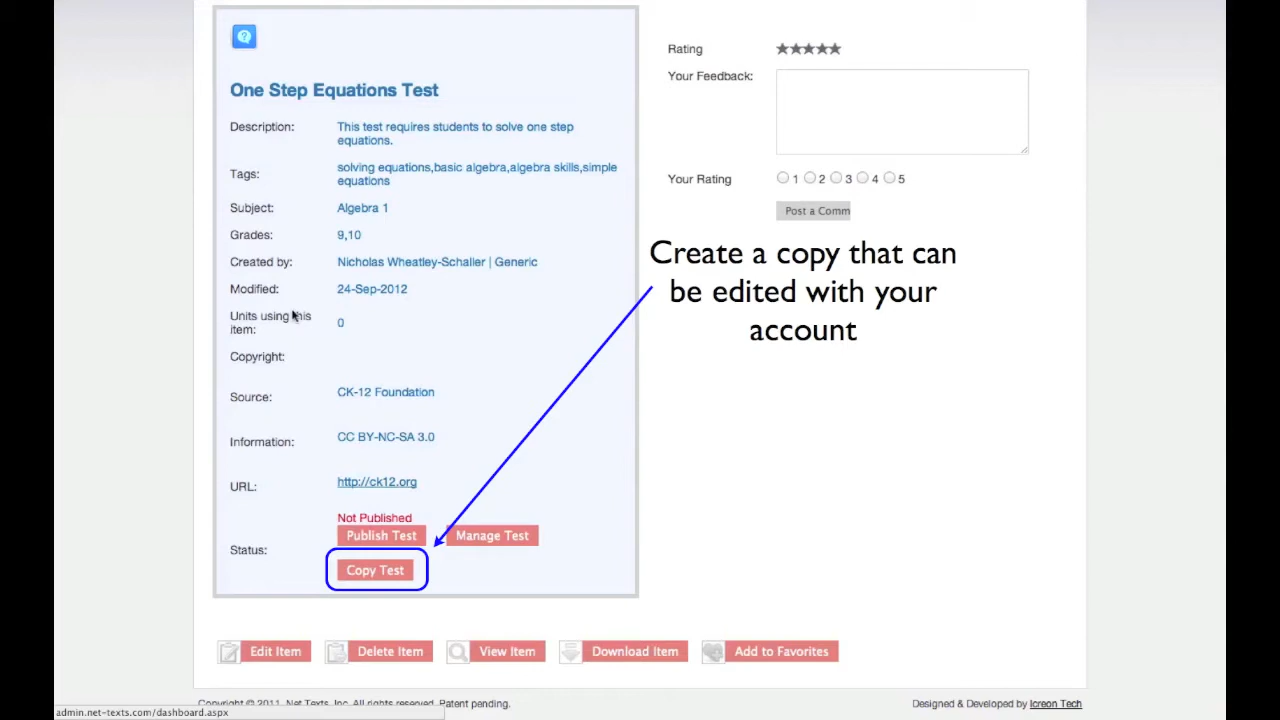 One Step Equations Test
Description: This test requires students to solve one step
equations.
Tags: solving equations,basic algebra,algebra skills,simple
equations
Subject: Algebra 1
Grades: 9,10
Created by: Nicholas Wheatley-Schaller | Generic
Modified: 24-Sep-2012
Units using this
item: 0
Copyright:
Source: CK-12 Foundation
Information: CC BY-NC-SA 3.0
URL: http://ck12.org
Not Published
Publish Test Manage Test
Status:
Copy Test
Rating ★★★★★
Your Feedback:
Your Rating 1 2 3 4 5
Post a Comm
Create a copy that can
be edited with your
account
Edit Item Delete Item View Item Download Item Add to Favorites
Copyright © 2011. Net Texts, Inc. All rights reserved. Patent pending. Designed & Developed by Icreon Tech
admin.net-texts.com/dashboard.aspx